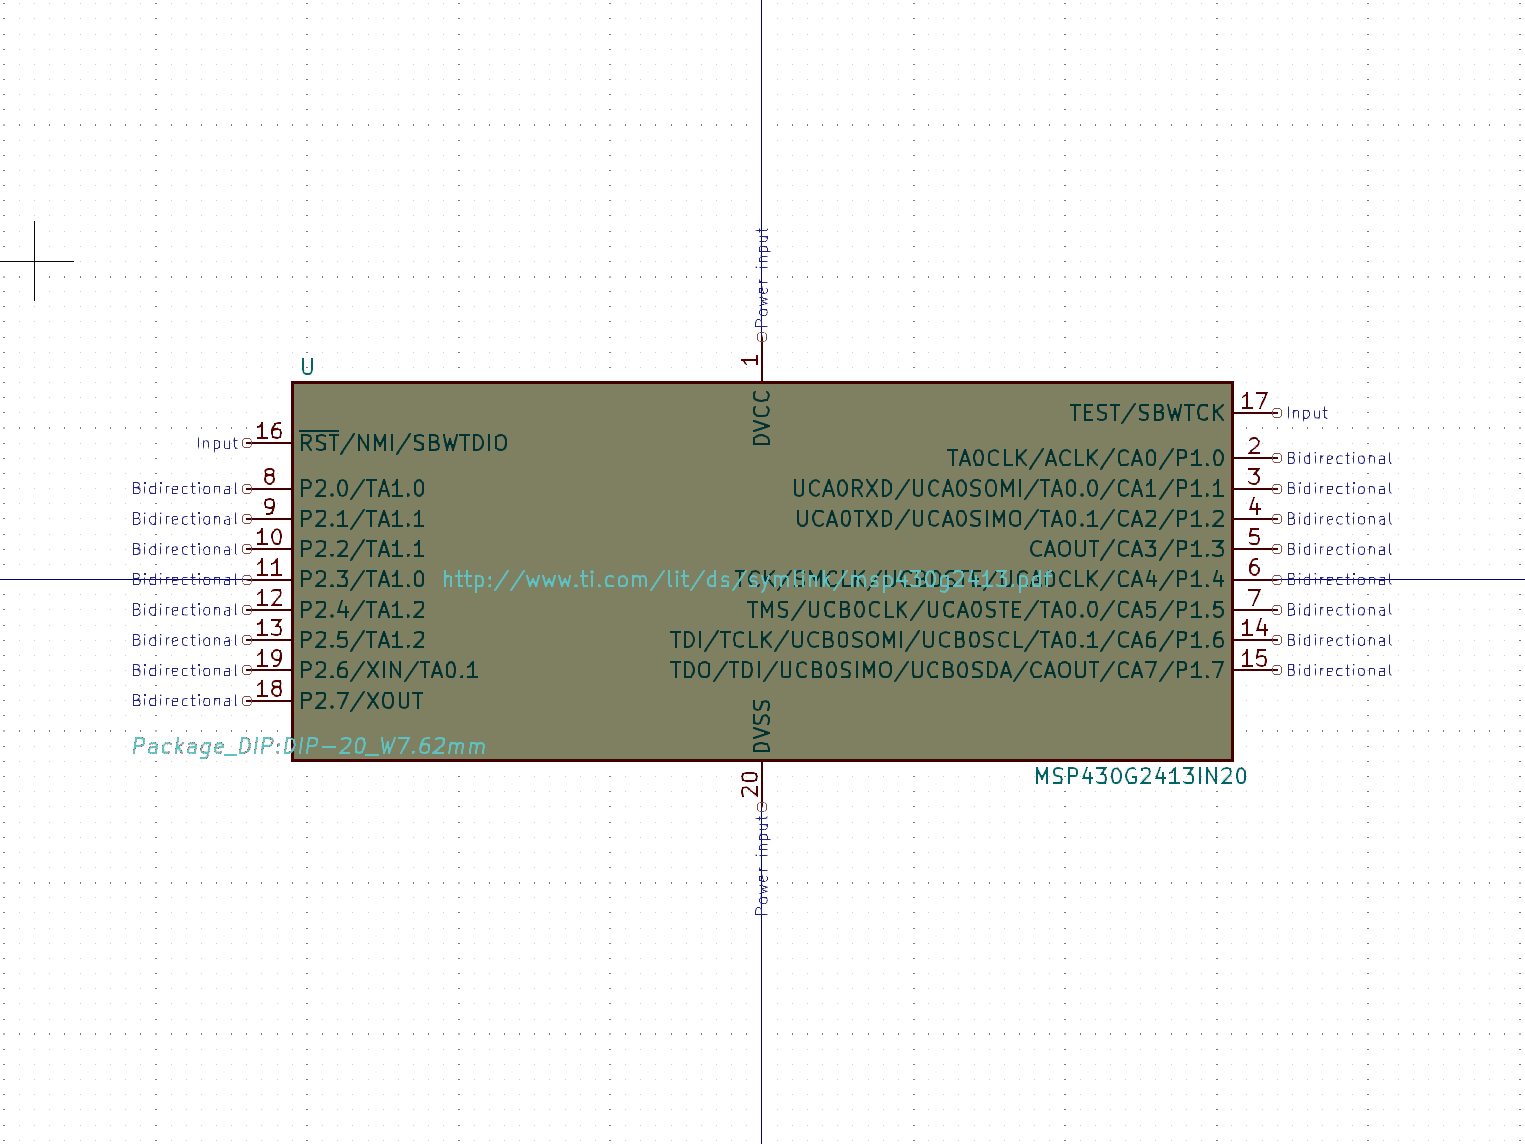 Power input
1
DVCC
U
16 Input R̅S̅T̅/NMI/SBWTDIO
8 Bidirectional P2.0/TA1.0
9 Bidirectional P2.1/TA1.1
10 Bidirectional P2.2/TA1.1
11 Bidirectional P2.3/TA1.0
12 Bidirectional P2.4/TA1.2
13 Bidirectional P2.5/TA1.2
19 Bidirectional P2.6/XIN/TA0.1
18 Bidirectional P2.7/XOUT
http://www.ti.com/lit/ds/symlink/msp430g2413.pdf
TEST/SBWTCK 17 Input
TA0CLK/ACLK/CA0/P1.0 2 Bidirectional
UCA0RXD/UCA0SOMI/TA0.0/CA1/P1.1 3 Bidirectional
UCA0TXD/UCA0SIMO/TA0.1/CA2/P1.2 4 Bidirectional
CAOUT/CA3/P1.3 5 Bidirectional
TCK/SMCLK/UCB0STE/UCA0CLK/CA4/P1.4 6 Bidirectional
TMS/UCB0CLK/UCA0STE/TA0.0/CA5/P1.5 7 Bidirectional
TDI/TCLK/UCB0SOMI/UCB0SCL/TA0.1/CA6/P1.6 14 Bidirectional
TDO/TDI/UCB0SIMO/UCB0SDA/CAOUT/CA7/P1.7 15 Bidirectional
DVSS
Package_DIP:DIP-20_W7.62mm
MSP430G2413IN20
20
Power input